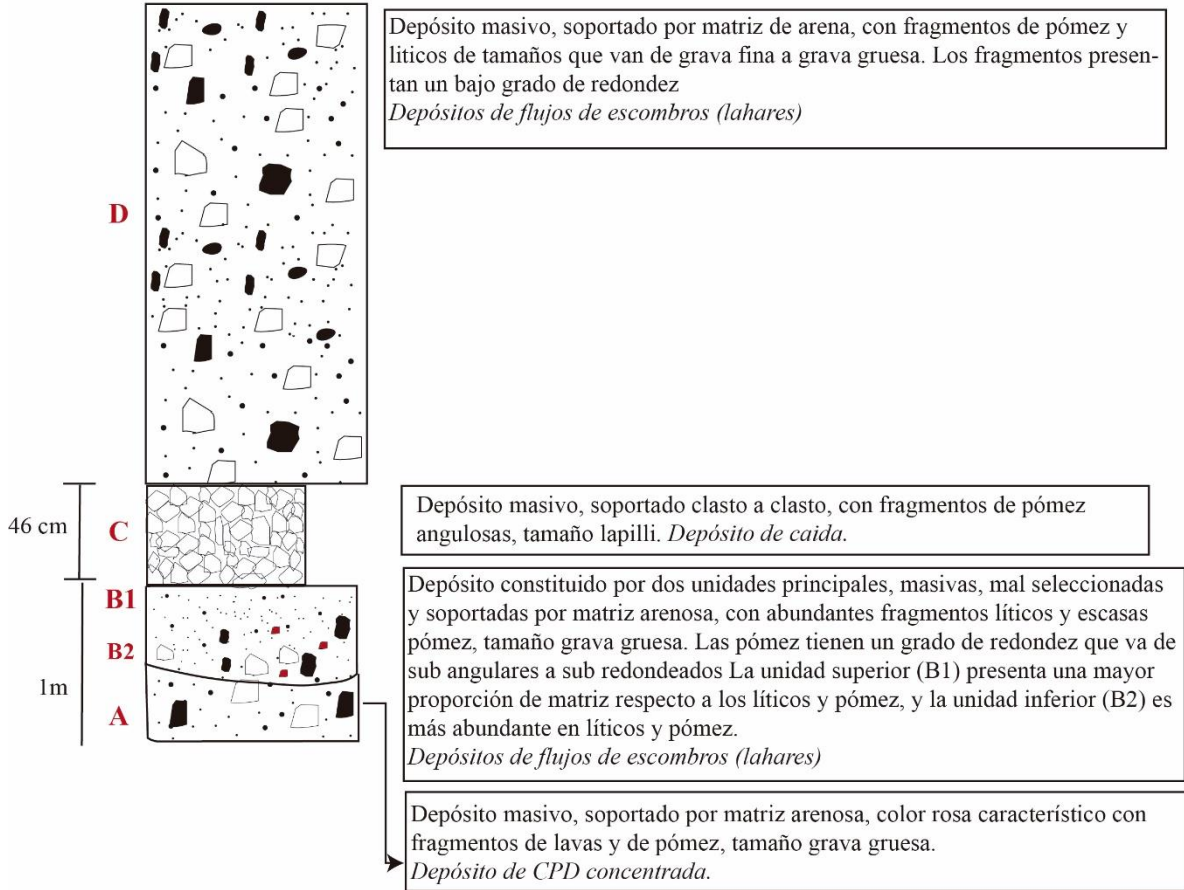 Depósito masivo, soportado por matriz de arena, con fragmentos de pómez y
liticos de tamaños que van de grava fina a grava gruesa. Los fragmentos presen-
tan un bajo grado de redondez
Depósitos de flujos de escombros (lahares)
D
46 cm
C
Depósito masivo, soportado clasto a clasto, con fragmentos de pómez
angulosas, tamaño lapilli. Depósito de caida.
B1
B2
1m
A
Depósito constituido por dos unidades principales, masivas, mal seleccionadas
y soportadas por matriz arenosa, con abundantes fragmentos líticos y escasas
pómez, tamaño grava gruesa. Las pómez tienen un grado de redondez que va de
sub angulares a sub redondeados La unidad superior (B1) presenta una mayor
proporción de matriz respecto a los líticos y pómez, y la unidad inferior (B2) es
más abundante en líticos y pómez.
Depósitos de flujos de escombros (lahares)
Depósito masivo, soportado por matriz arenosa, color rosa característico con
fragmentos de lavas y de pómez, tamaño grava gruesa.
Depósito de CPD concentrada.